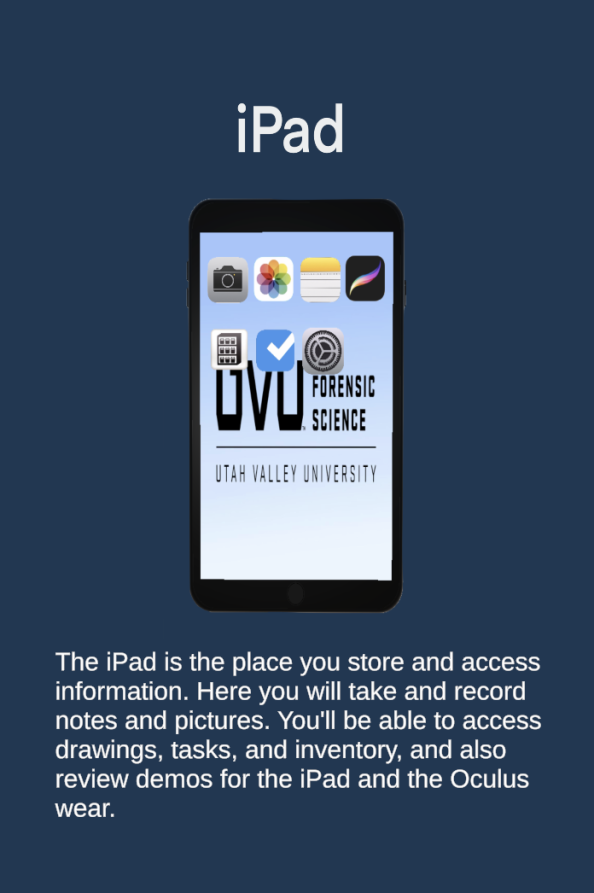 iPad
UVU FORENSIC
SCIENCE
UTAH VALLEY UNIVERSITY
The iPad is the place you store and access
information. Here you will take and record
notes and pictures. You'll be able to access
drawings, tasks, and inventory, and also
review demos for the iPad and the Oculus
wear.